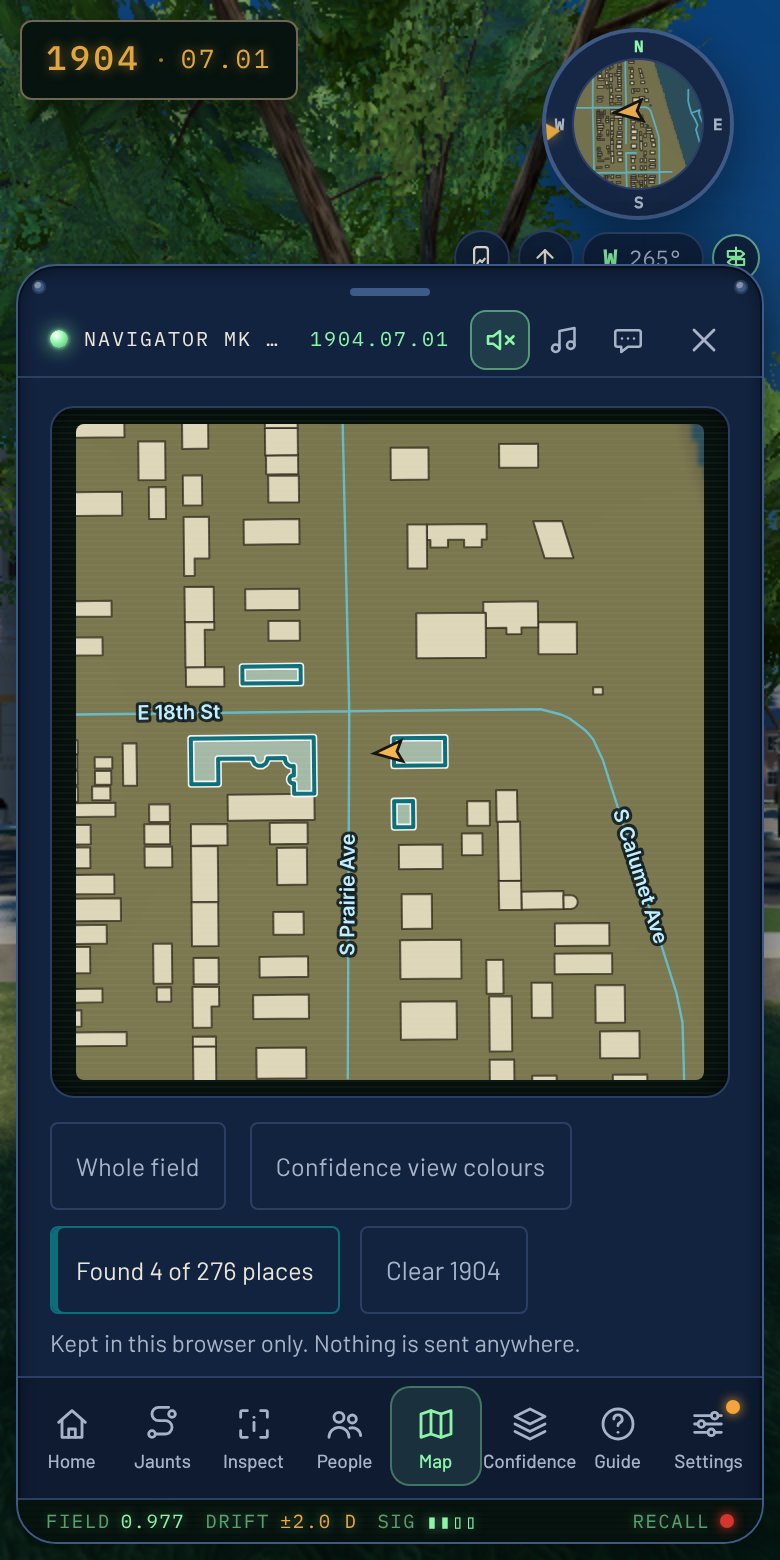 1904 · 07.01
N
W
E
S
W 265°
NAVIGATOR MK …
1904.07.01
E 18th St
S Prairie Ave
S Calumet Ave
Whole field
Confidence view colours
Found 4 of 276 places
Clear 1904
Kept in this browser only. Nothing is sent anywhere.
Home
Jaunts
Inspect
People
Map
Confidence
Guide
Settings
FIELD 0.977 DRIFT ±2.0 D SIG
RECALL